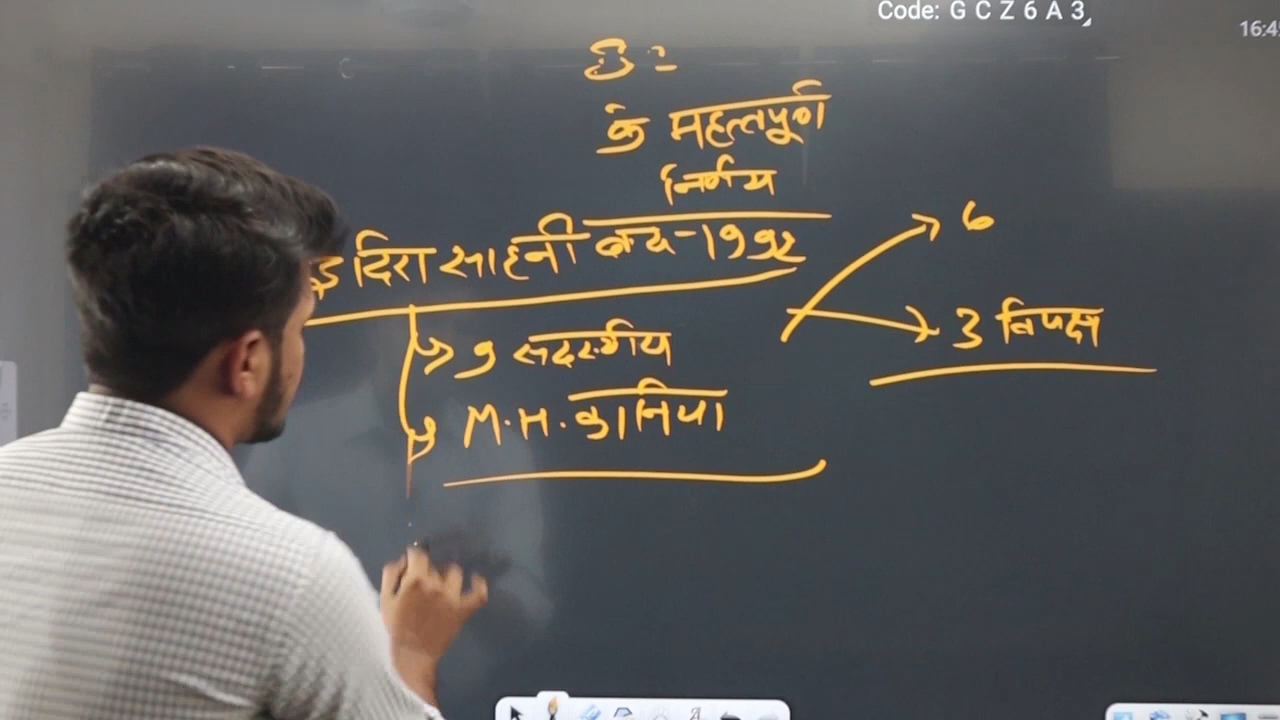 Code: G C Z 6 A 3
16:4
के महत्वपूर्ण
निर्णय
इंदिरा साहनी वाद-1992
→ 6
→ 9 सदस्यीय
→ 3 विपक्ष
→ M.H. कानिया